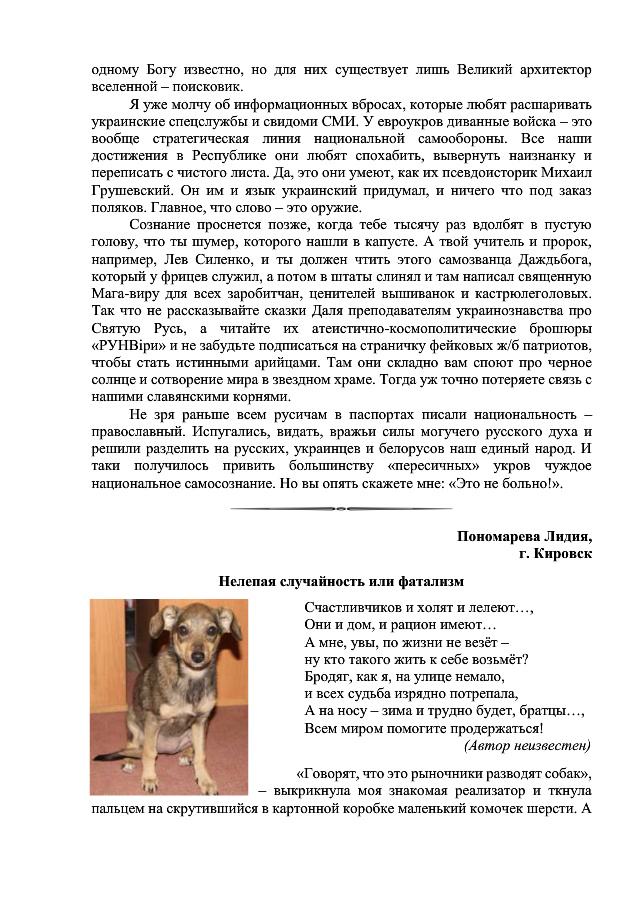 одному Богу известно, но для них существует лишь Великий архитектор
вселенной – поисковик.
Я уже молчу об информационных вбросах, которые любят расшаривать
украинские спецслужбы и свидоми СМИ. У евроукров диванные войска – это
вообще стратегическая линия национальной самообороны. Все наши
достижения в Республике они любят спохабить, вывернуть наизнанку и
переписать с чистого листа. Да, это они умеют, как их псевдоисторик Михаил
Грушевский. Он им и язык украинский придумал, и ничего что под заказ
поляков. Главное, что слово – это оружие.
Сознание проснется позже, когда тебе тысячу раз вдолбят в пустую
голову, что ты шумер, которого нашли в капусте. А твой учитель и пророк,
например, Лев Силенко, и ты должен чтить этого самозванца Даждьбога,
который у фрицев служил, а потом в штаты слинял и там написал священную
Мага-виру для всех заробитчан, ценителей вышиванок и кастрюлеголовых.
Так что не рассказывайте сказки Даля преподавателям украинознавства про
Святую Русь, а читайте их атеистично-космополитические брошюры
«РУНВіри» и не забудьте подписаться на страничку фейковых ж/б патриотов,
чтобы стать истинными арийцами. Там они складно вам споют про черное
солнце и сотворение мира в звездном храме. Тогда уж точно потеряете связь с
нашими славянскими корнями.
Не зря раньше всем русичам в паспортах писали национальность –
православный. Испугались, видать, вражьи силы могучего русского духа и
решили разделить на русских, украинцев и белорусов наш единый народ. И
таки получилось привить большинству «пересичных» укров чуждое
национальное самосознание. Но вы опять скажете мне: «Это не больно!».
Пономарева Лидия,
г. Кировск
Нелепая случайность или фатализм
Счастливчиков и холят и лелеют…,
Они и дом, и рацион имеют…
А мне, увы, по жизни не везёт –
ну кто такого жить к себе возьмёт?
Бродяг, как я, на улице немало,
и всех судьба изрядно потрепала,
А на носу – зима и трудно будет, братцы…,
Всем миром помогите продержаться!
(Автор неизвестен)
«Говорят, что это рыночники разводят собак»,
– выкрикнула моя знакомая реализатор и ткнула
пальцем на скрутившийся в картонной коробке маленький комочек шерсти. А